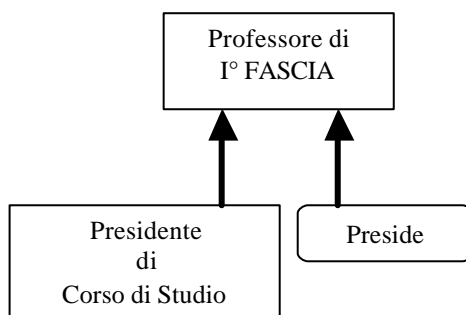 Professore di
I° FASCIA
Presidente
di
Corso di Studio
Preside